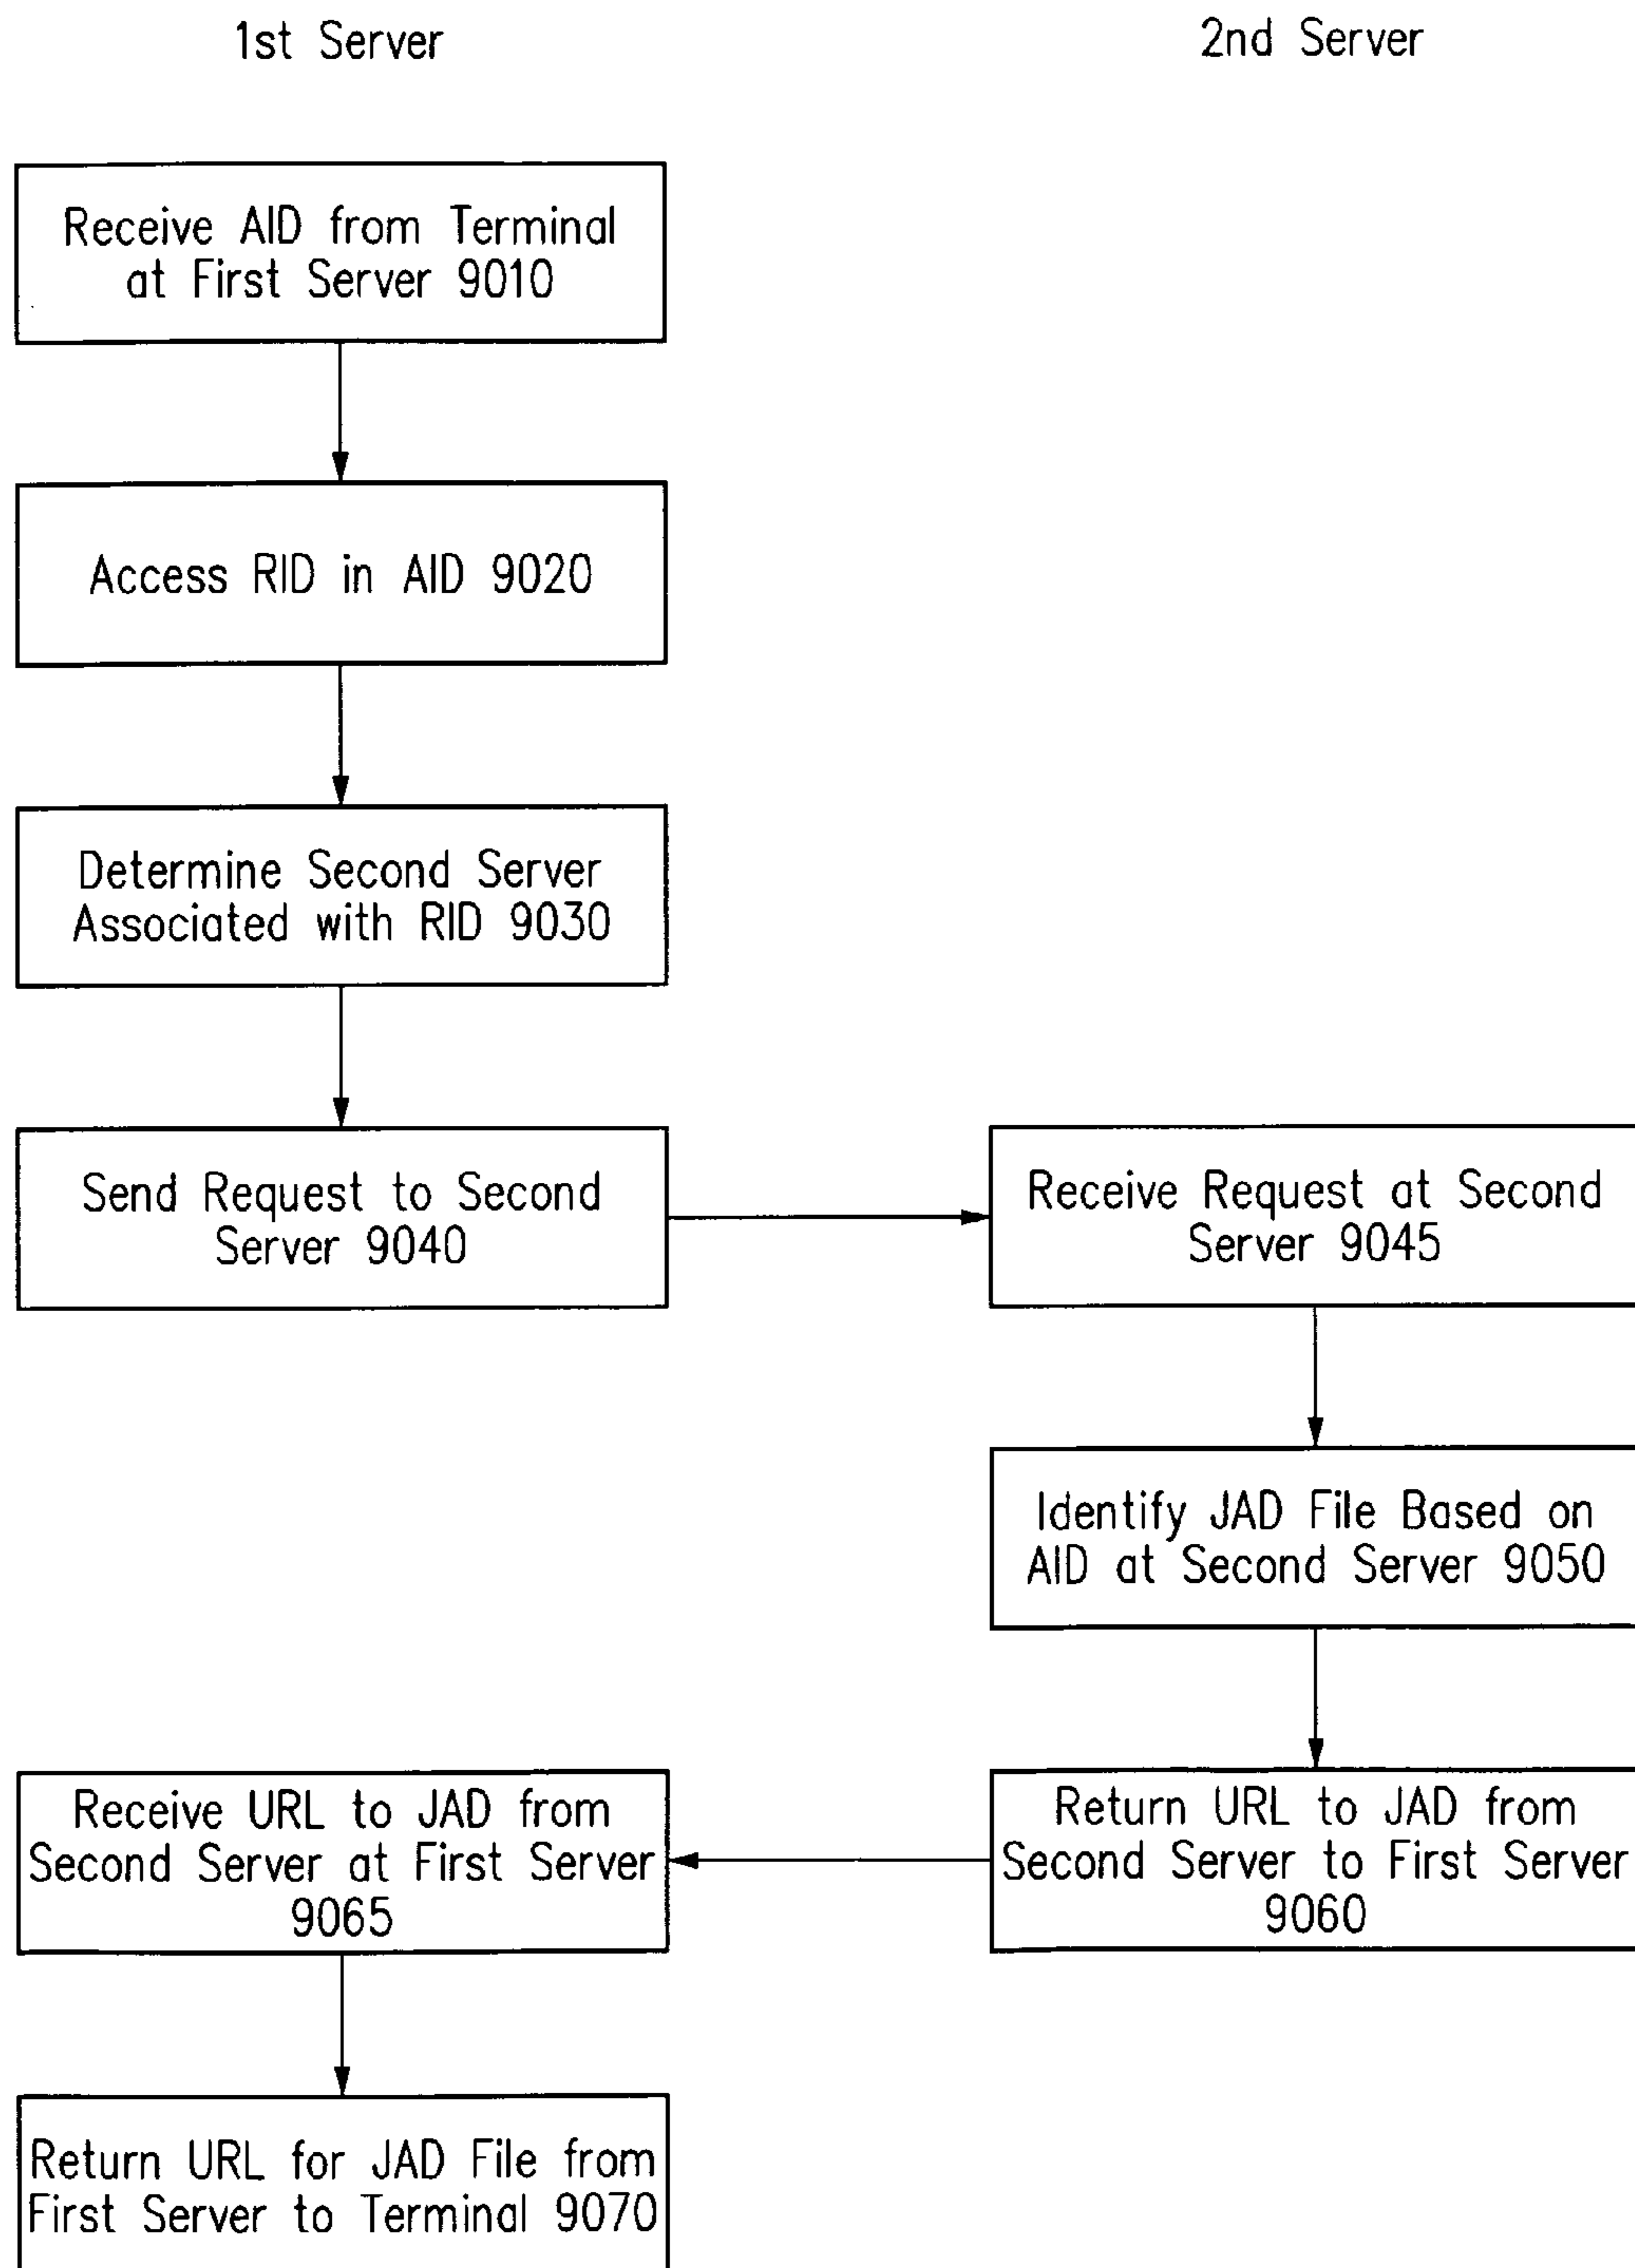 1st Server
2nd Server
Receive AID from Terminal
at First Server 9010
Access RID in AID 9020
Determine Second Server
Associated with RID 9030
Send Request to Second
Server 9040
Receive Request at Second
Server 9045
Identify JAD File Based on
AID at Second Server 9050
Return URL to JAD from
Second Server to First Server
9060
Receive URL to JAD from
Second Server at First Server
9065
Return URL for JAD File from
First Server to Terminal 9070